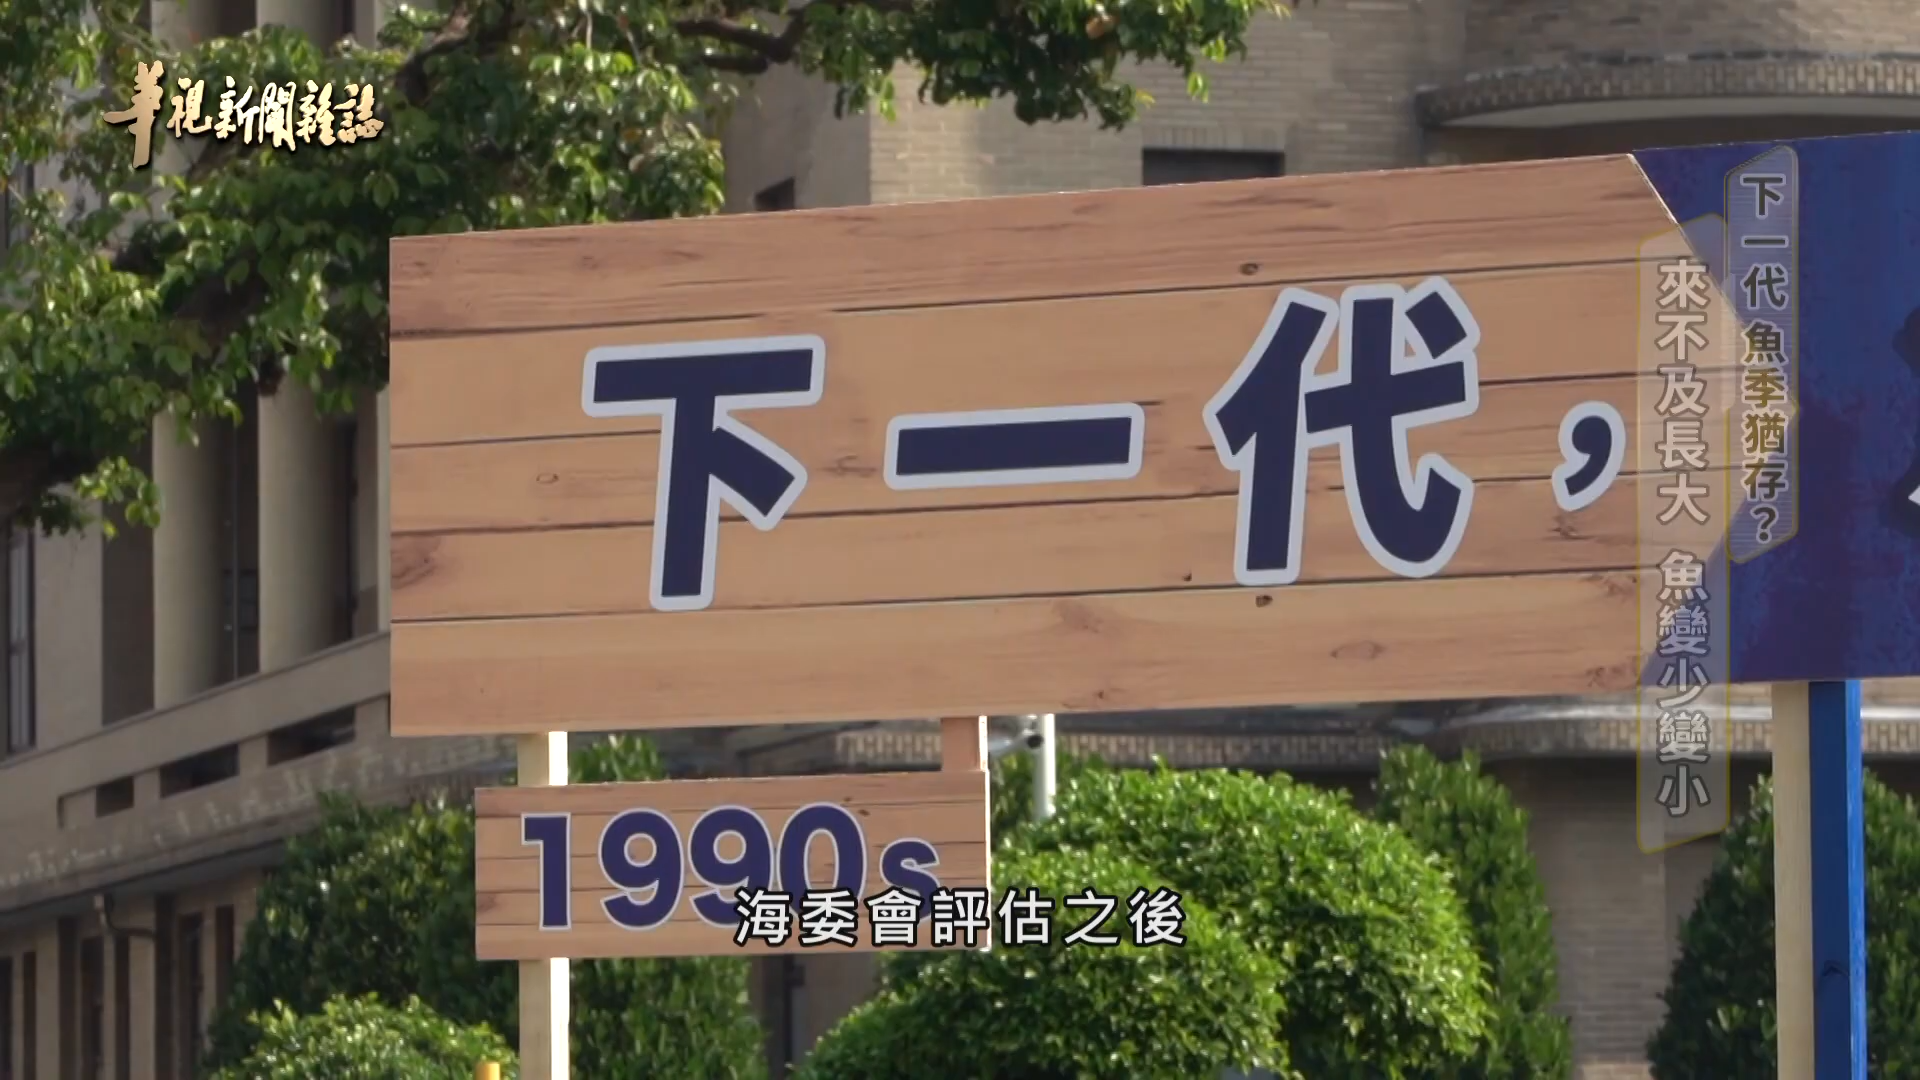 華視新聞雜誌
下一代 魚季猶存？
來不及長大 魚變少變小
下一代，
1990s
海委會評估之後